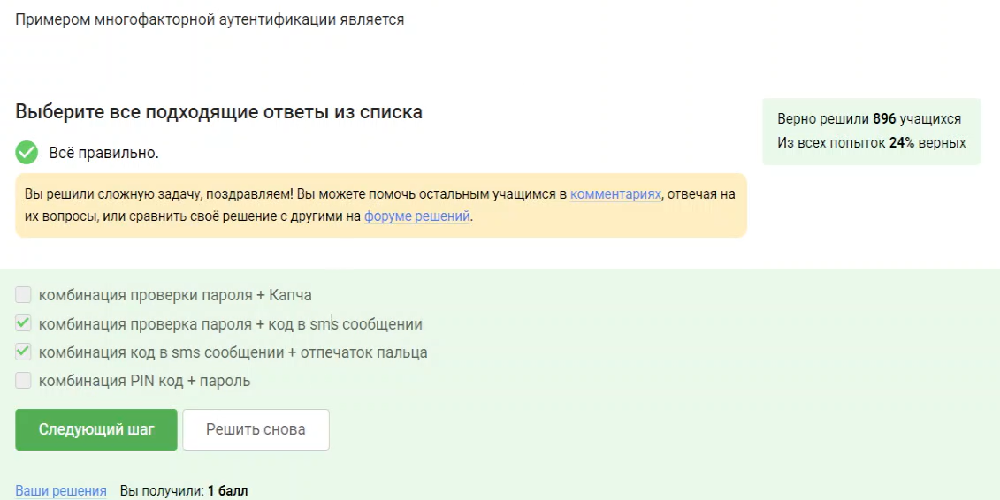 Примером многофакторной аутентификации является
Выберите все подходящие ответы из списка
Верно решили 896 учащихся
Из всех попыток 24% верных
Всё правильно.
Вы решили сложную задачу, поздравляем! Вы можете помочь остальным учащимся в комментариях, отвечая на
их вопросы, или сравнить своё решение с другими на форуме решений.
комбинация проверки пароля + Капча
комбинация проверка пароля + код в sms сообщении
комбинация код в sms сообщении + отпечаток пальца
комбинация PIN код + пароль
Следующий шаг Решить снова
Ваши решения Вы получили: 1 балл